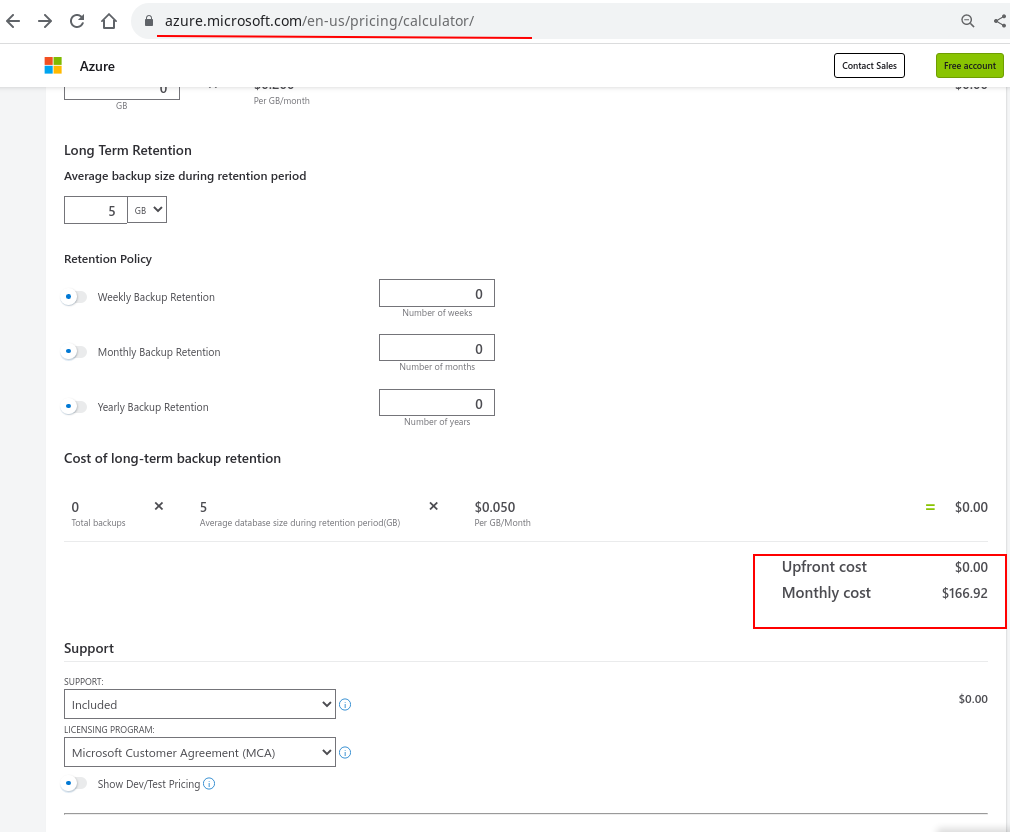 azure.microsoft.com/en-us/pricing/calculator/
Azure
Contact Sales
Free account
0
GB
Per GB/month
Long Term Retention
Average backup size during retention period
5 GB
Retention Policy
Weekly Backup Retention
0
Number of weeks
Monthly Backup Retention
0
Number of months
Yearly Backup Retention
0
Number of years
Cost of long-term backup retention
0 × 5 × $0.050 = $0.00
Total backups Average database size during retention period(GB) Per GB/Month
Upfront cost $0.00
Monthly cost $166.92
Support
SUPPORT:
Included
$0.00
LICENSING PROGRAM:
Microsoft Customer Agreement (MCA)
Show Dev/Test Pricing